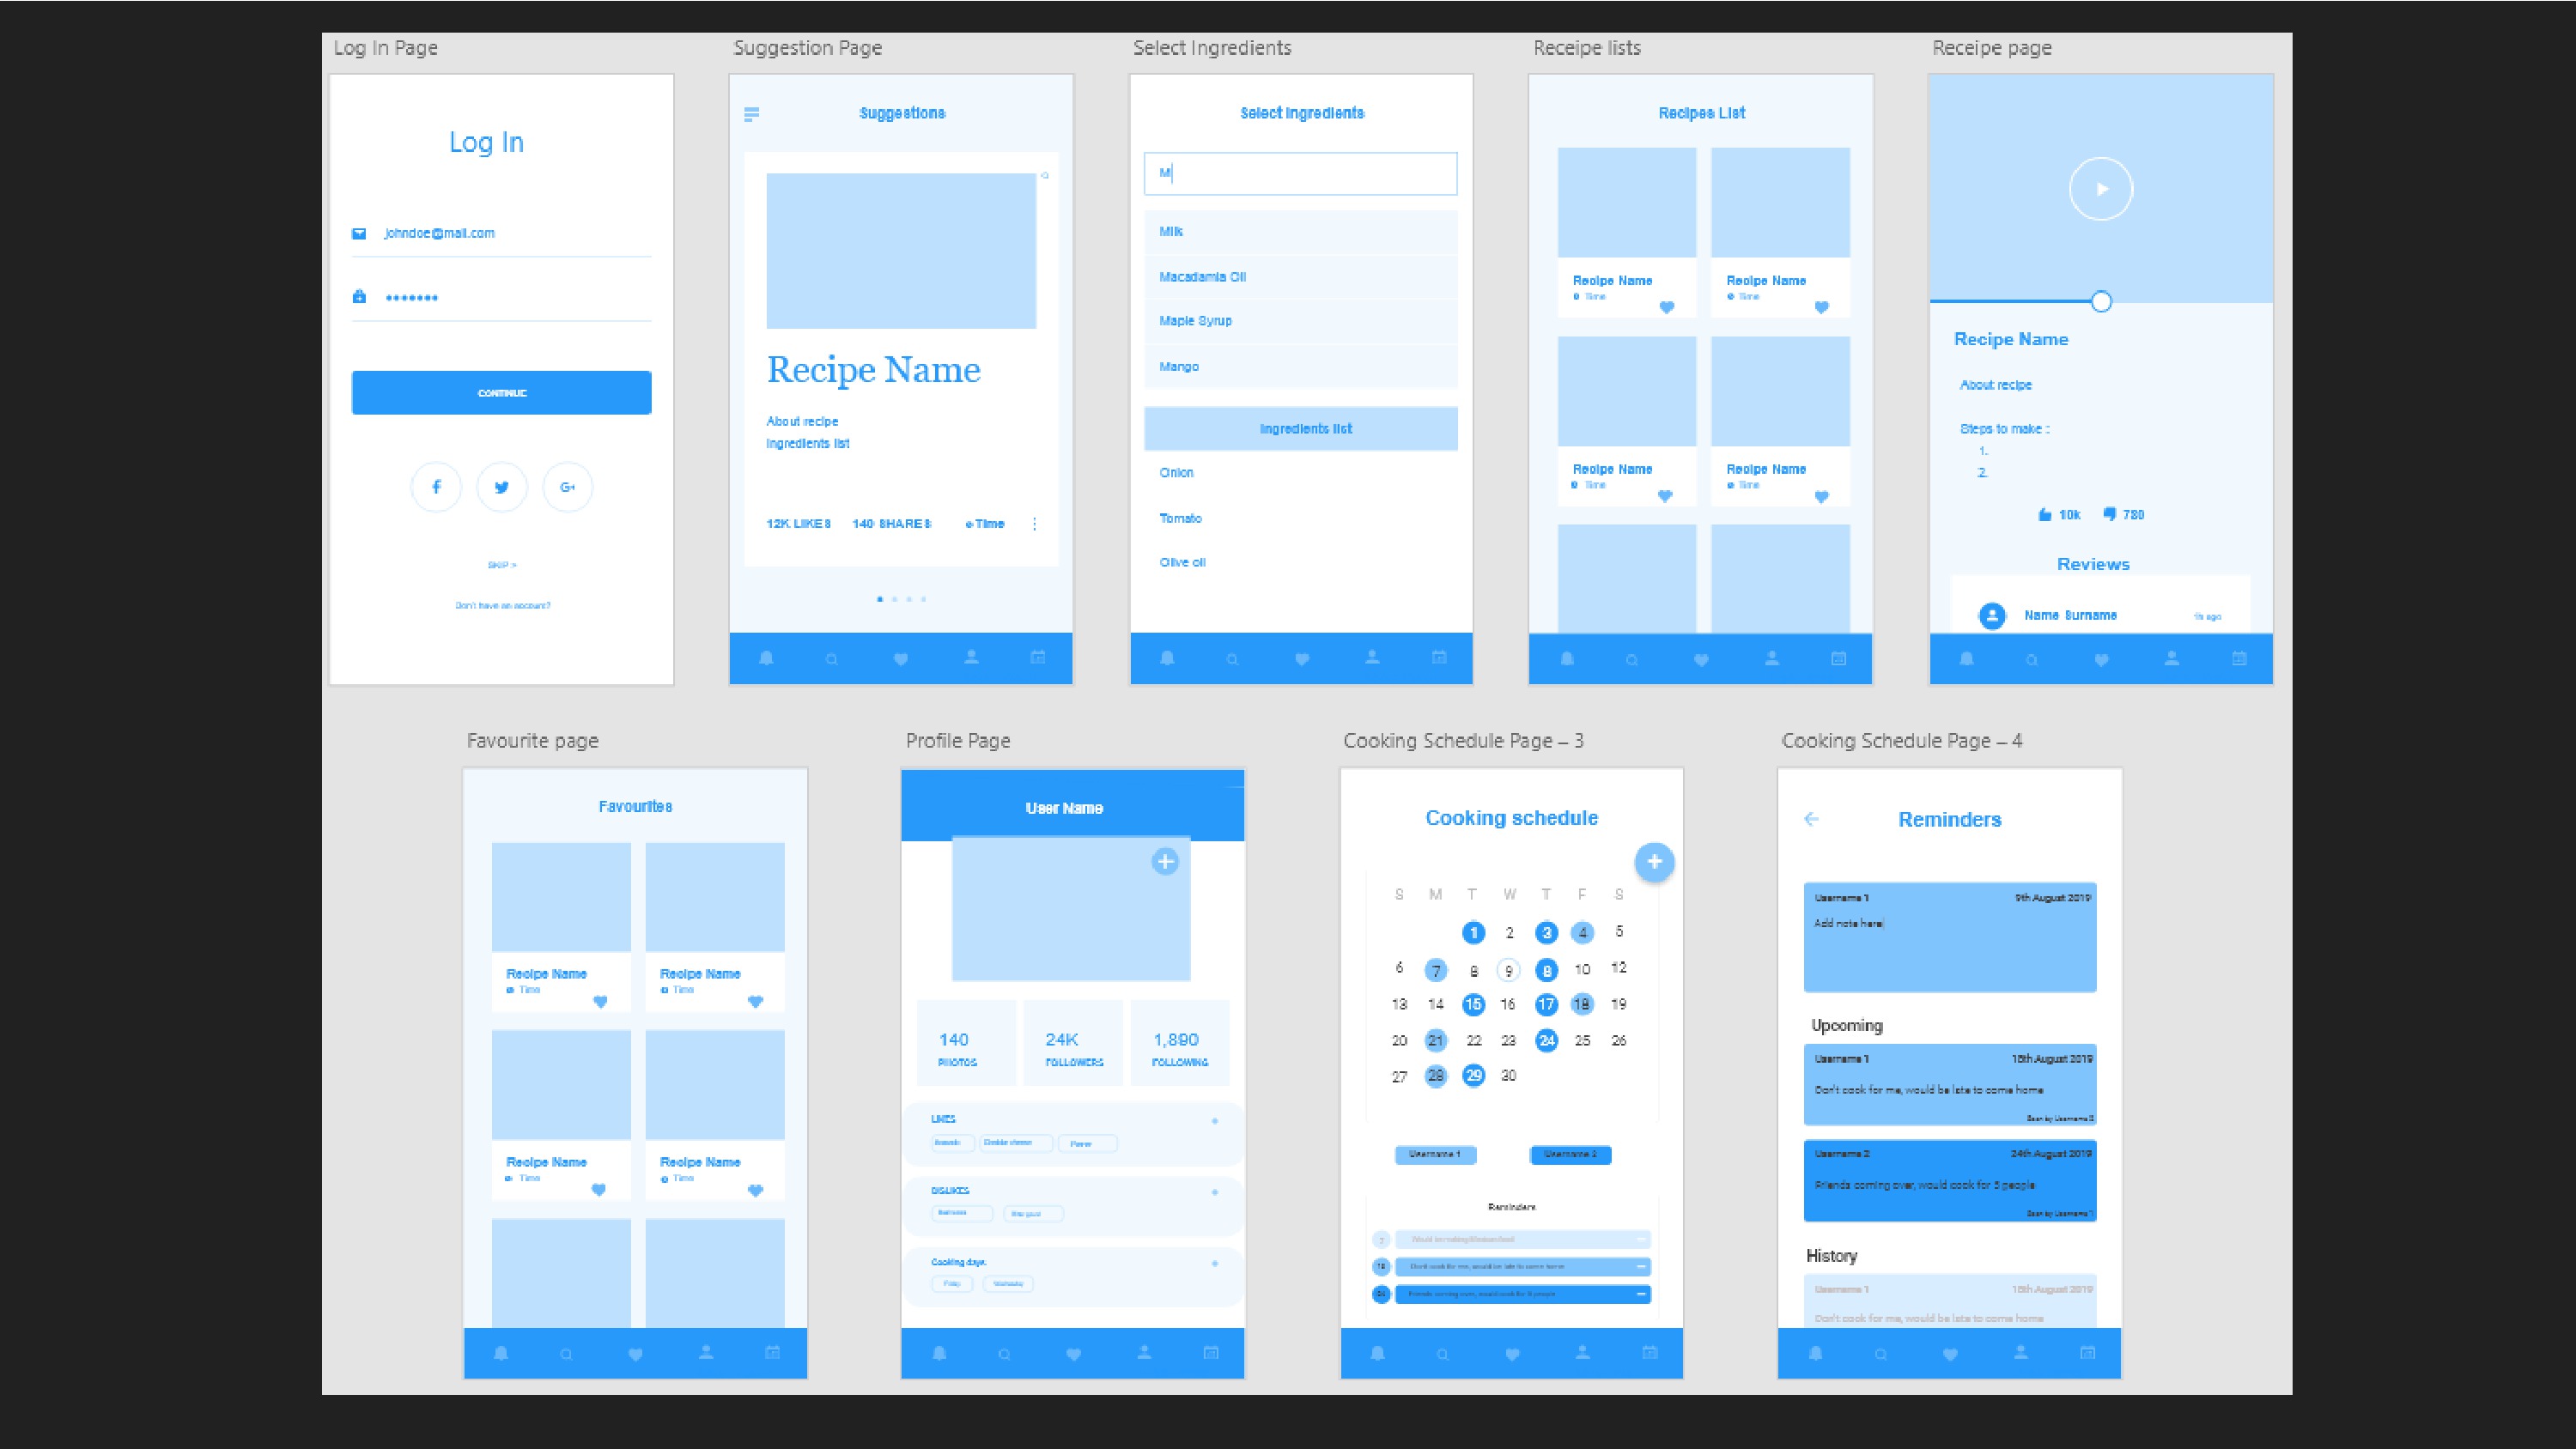 Log In Page
Log In
johndoe@mail.com
CONTINUE
SKIP >
Don't have an account?
Suggestion Page
Suggestions
Recipe Name
About recipe
Ingredients list
12K LIKES 140 SHARES Time
Select Ingredients
Select Ingredients
M
Milk
Macadamia Oil
Maple Syrup
Mango
Ingredients list
Onion
Tomato
Olive oil
Receipe lists
Recipes List
Recipe Name Recipe Name
Time Time
Recipe Name Recipe Name
Time Time
Receipe page
Recipe Name
About recipe
Steps to make :
1.
2.
10k 780
Reviews
Name Surname
ago
Favourite page
Favourites
Recipe Name Recipe Name
Time Time
Recipe Name Recipe Name
Time Time
Profile Page
User Name
140 24K 1,890
PHOTOS FOLLOWERS FOLLOWING
LIKES
DISLIKES
Cooking days
Friday
Cooking Schedule Page – 3
Cooking schedule
S M T W T F S
1 2 3 4 5
6 7 8 9 8 10 12
13 14 15 16 17 18 19
20 21 22 23 24 25 26
27 28 29 30
Username 1 Username 2
Reminders
18 Don't cook for me, would be late to come home
24 Friends coming over, would cook for 5 people
Cooking Schedule Page – 4
Reminders
Username 1 9th August 2019
Add note here
Upcoming
Username 1 18th August 2019
Don't cook for me, would be late to come home
Seen by Username 2
Username 2 24th August 2019
Friends coming over, would cook for 5 people
Seen by Username 1
History
Username 1 18th August 2019
Don't cook for me, would be late to come home